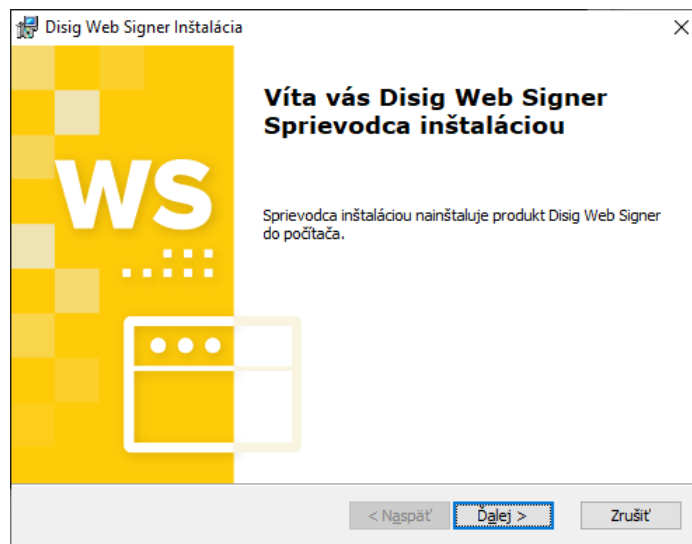 Disig Web Signer Inštalácia
Víta vás Disig Web Signer
Sprievodca inštaláciou
WS
Sprievodca inštaláciou nainštaluje produkt Disig Web Signer
do počítača.
< Naspäť
Ďalej >
Zrušiť